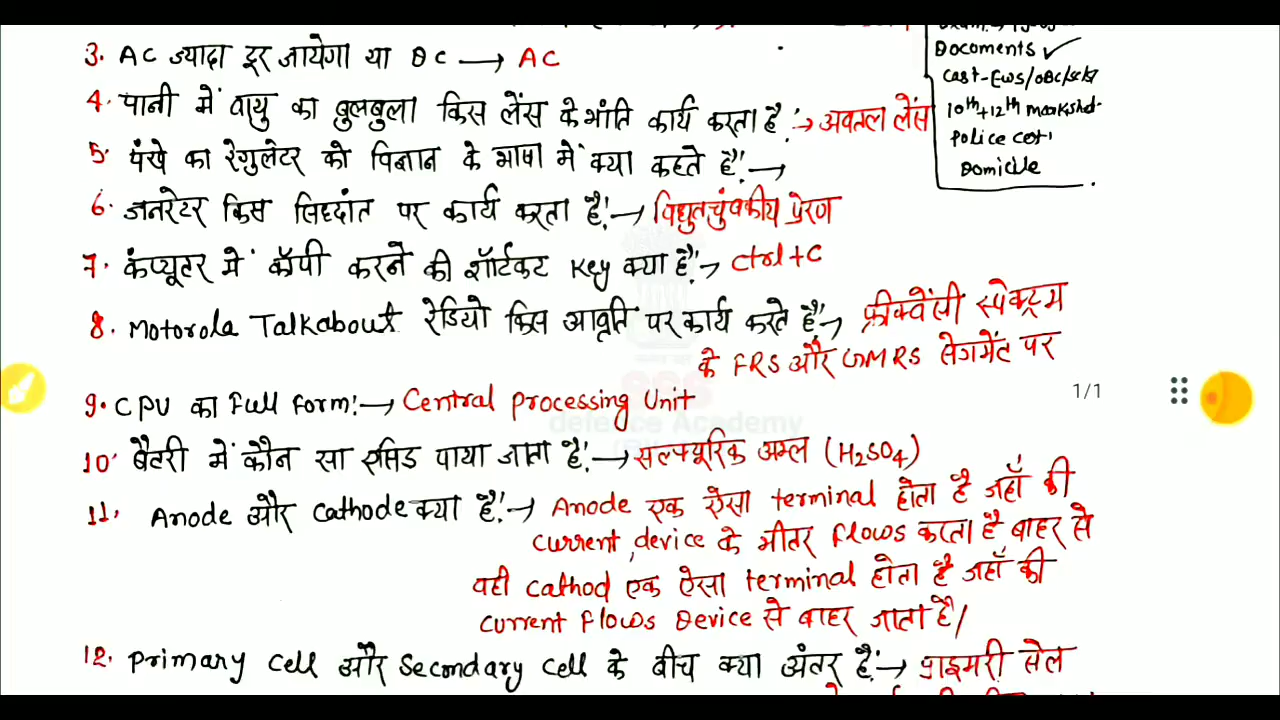 3. AC ज्यादा दूर जायेगा या DC → AC
4. पानी में वायु का बुलबुला किस लेंस के भांति कार्य करता है → अवतल लेंस
5. पंखे का रेगुलेटर को विज्ञान के भाषा में क्या कहते हैं →
6. जनरेटर किस सिद्धांत पर कार्य करता है → विद्युत चुंबकीय प्रेरण
7. कंप्यूटर में कॉपी करने की शॉर्टकट Key क्या है → Ctrl+C
8. Motorola Talkabout रेडियो किस आवृति पर कार्य करते हैं → फ्रीक्वेंसी स्पेक्ट्रम
के FRS और GMRS सेगमेंट पर
9. CPU का Full Form → Central Processing Unit
10. बैटरी में कौन सा एसिड पाया जाता है → सल्फ्यूरिक अम्ल (H2SO4)
11. Anode और Cathode क्या है → Anode एक ऐसा terminal होता है जहाँ की
current, device के भीतर flows करता है बाहर से
वही Cathod एक ऐसा terminal होता है जहाँ की
current flows Device से बाहर जाता है/
12. Primary Cell और Secondary Cell के बीच क्या अंतर है → प्राइमरी सेल
Documents ✓
Cast-EWS/OBC/SC/ST
10th+12th marksheet
Police cert
Domicile
1/1
defence Academy